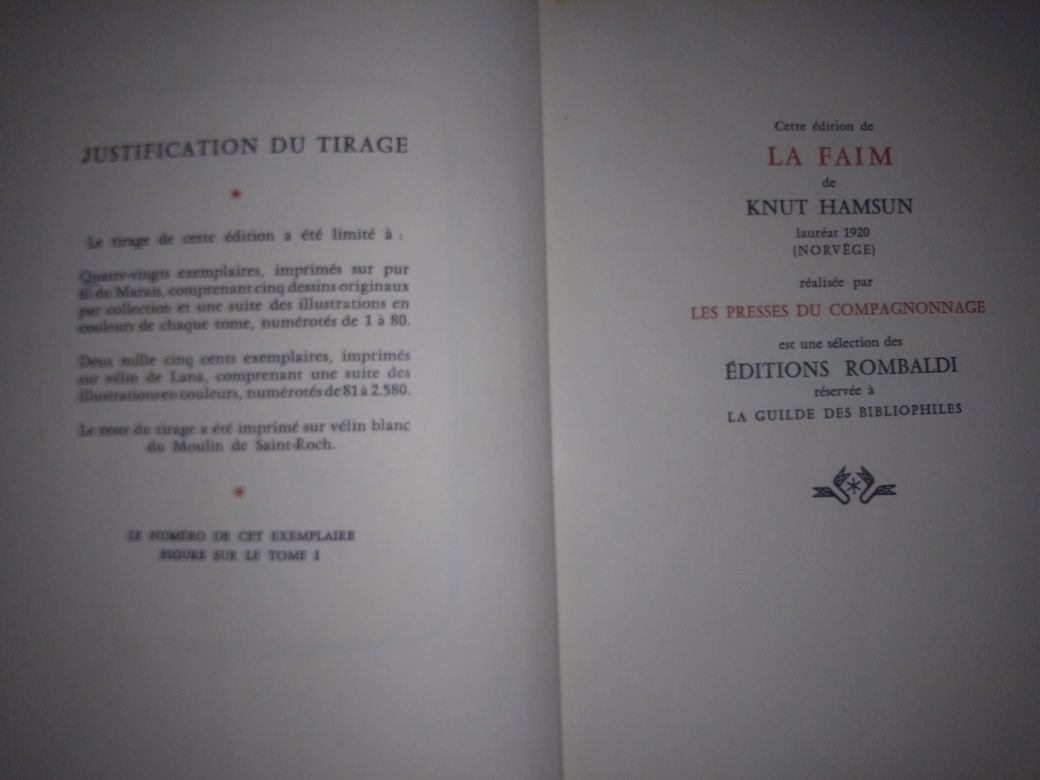 JUSTIFICATION DU TIRAGE
*
Le tirage de cette édition a été limité à :
Quatre-vingts exemplaires, imprimés sur pur
fil du Marais, comprenant cinq dessins originaux
par collection et une suite des illustrations en
couleurs de chaque tome, numérotés de 1 à 80.
Deux mille cinq cents exemplaires, imprimés
sur vélin de Lana, comprenant une suite des
illustrations en couleurs, numérotés de 81 à 2.580.
Le reste du tirage a été imprimé sur vélin blanc
du Moulin de Saint-Roch.
*
LE NUMÉRO DE CET EXEMPLAIRE
FIGURE SUR LE TOME I
Cette édition de
LA FAIM
de
KNUT HAMSUN
lauréat 1920
(NORVÈGE)
réalisée par
LES PRESSES DU COMPAGNONNAGE
est une sélection des
ÉDITIONS ROMBALDI
réservée à
LA GUILDE DES BIBLIOPHILES